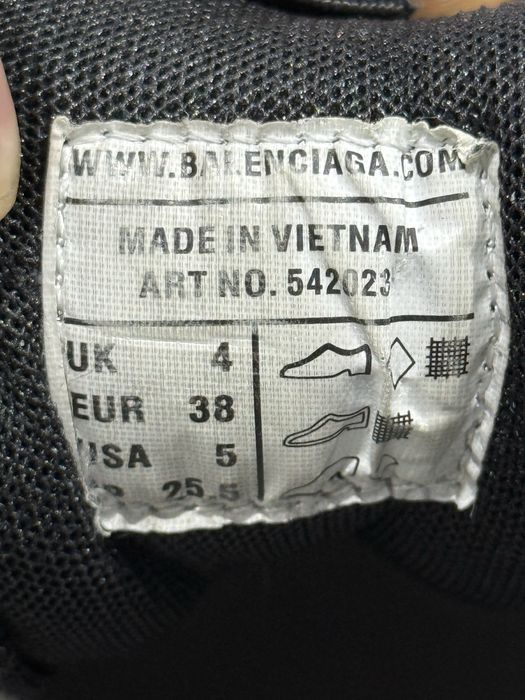 WWW.BALENCIAGA.COM
MADE IN VIETNAM
ART NO. 542023
UK 4
EUR 38
USA 5
25.5